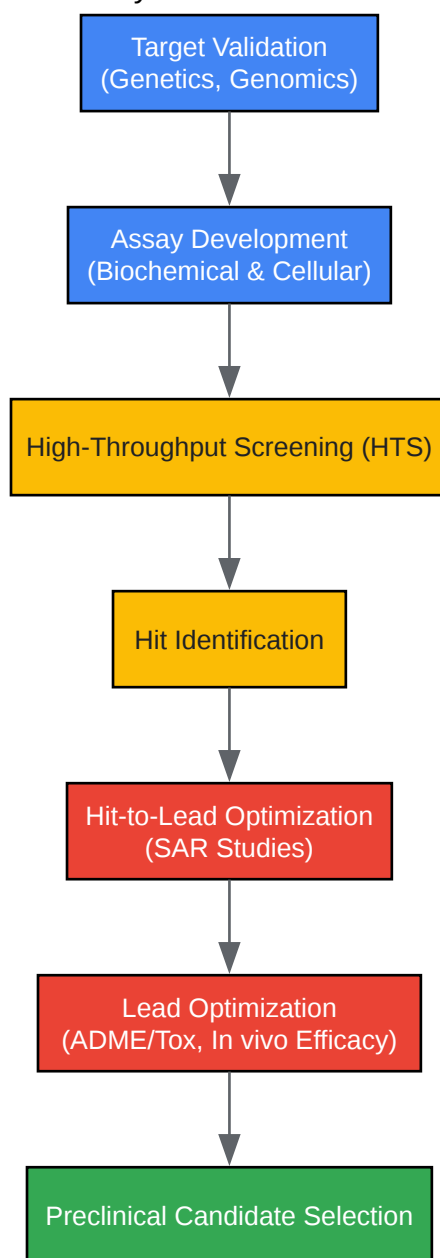 Target Validation
(Genetics, Genomics)
Assay Development
(Biochemical & Cellular)
High-Throughput Screening (HTS)
Hit Identification
Hit-to-Lead Optimization
(SAR Studies)
Lead Optimization
(ADME/Tox, In vivo Efficacy)
Preclinical Candidate Selection